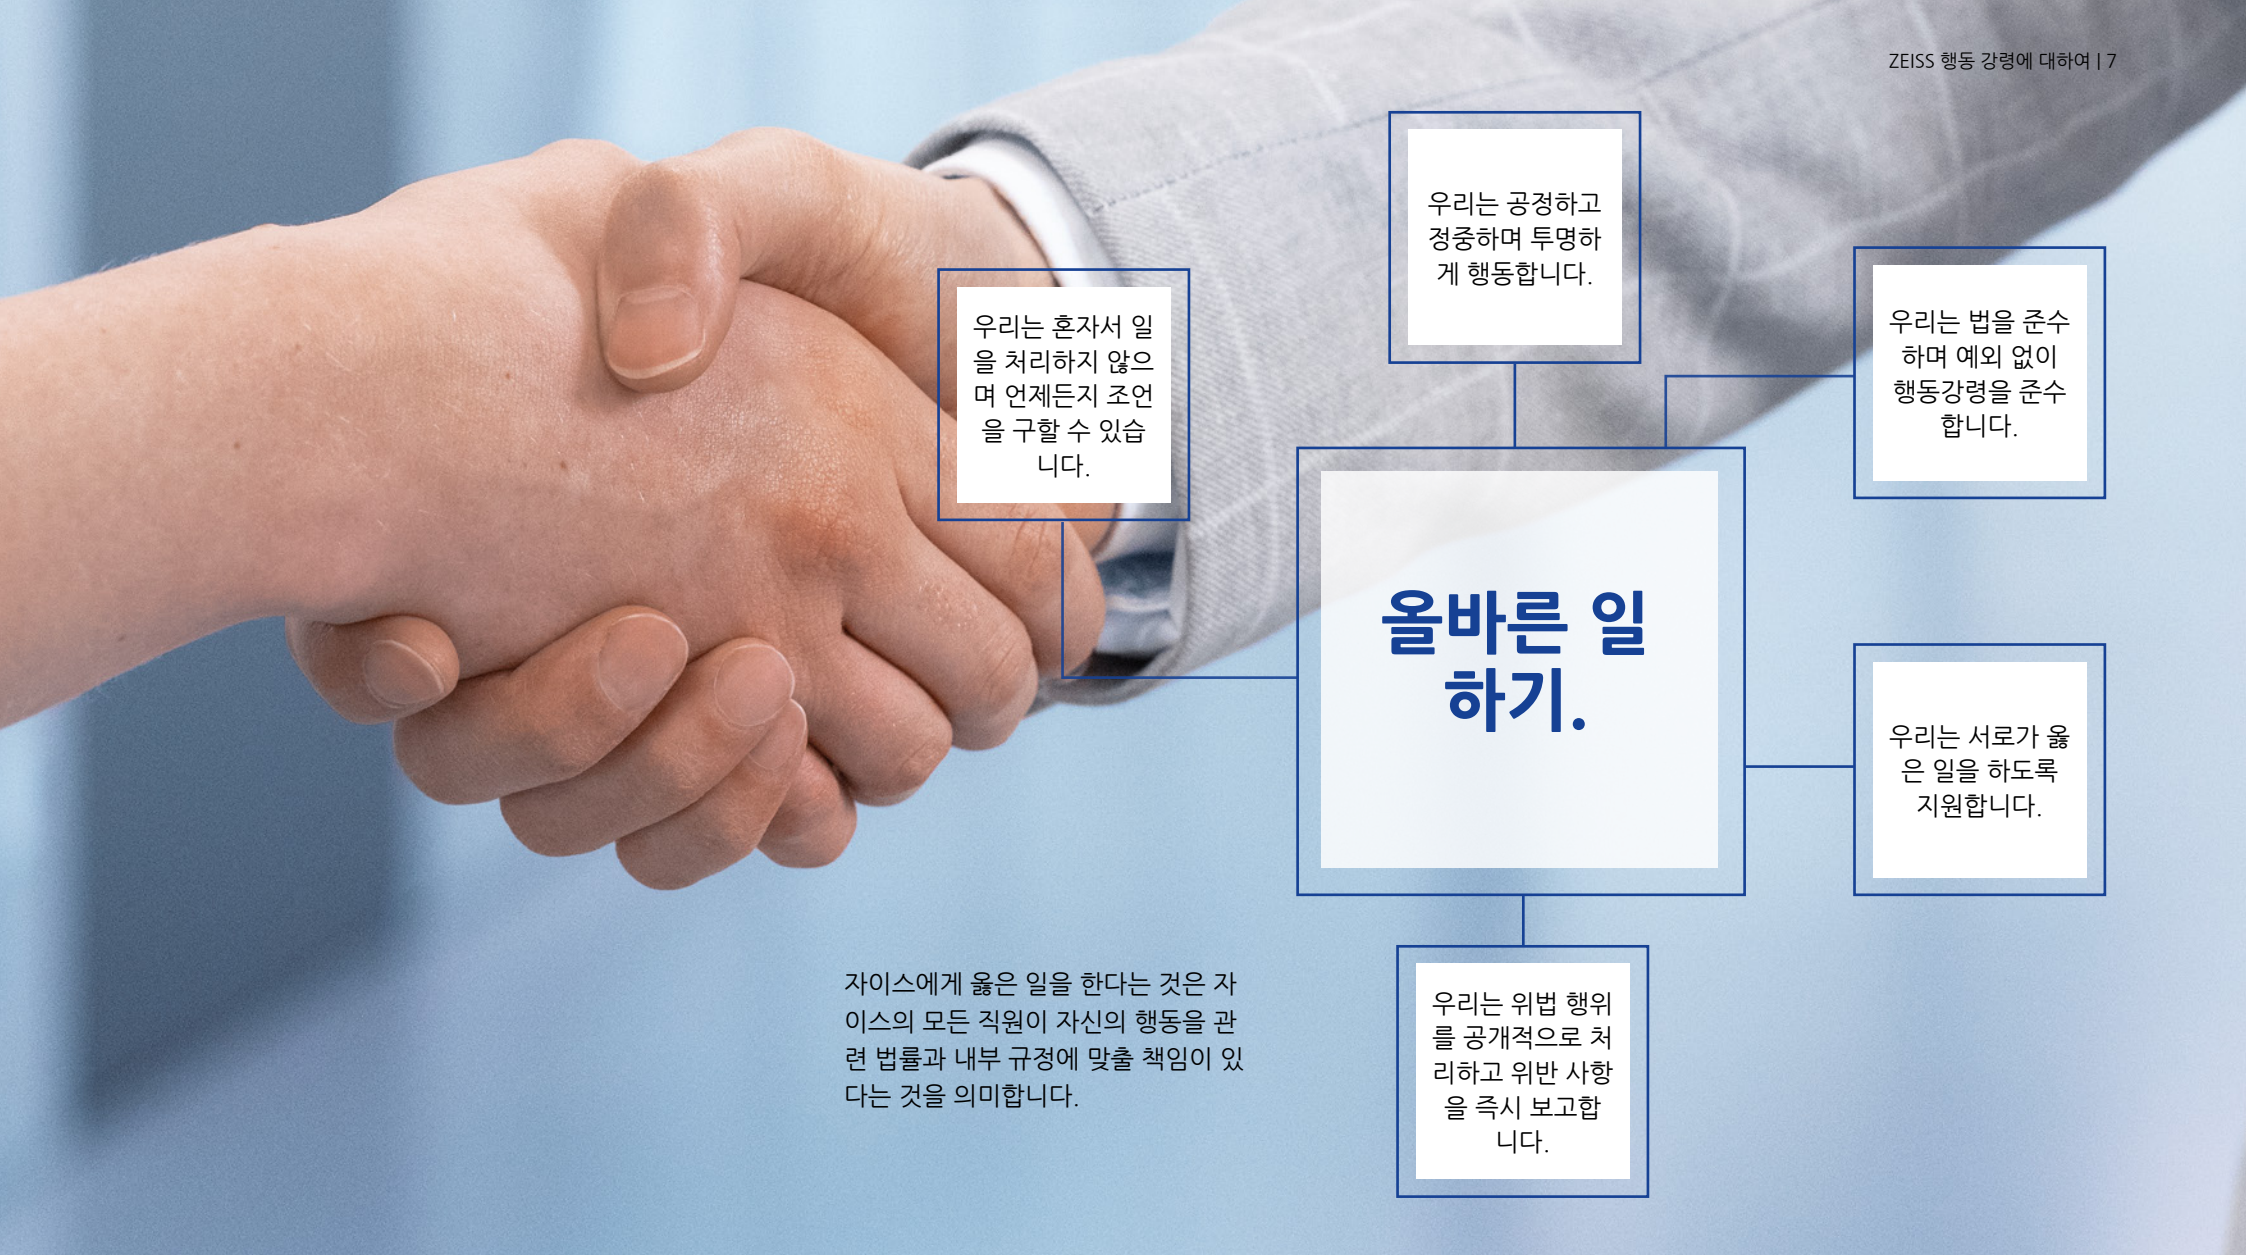 ZEISS 행동 강령에 대하여 | 7
우리는 공정하고
정중하며 투명하
게 행동합니다.
우리는 혼자서 일
을 처리하지 않으
며 언제든지 조언
을 구할 수 있습
니다.
우리는 법을 준수
하며 예외 없이
행동강령을 준수
합니다.
올바른 일
하기.
우리는 서로가 옳
은 일을 하도록
지원합니다.
자이스에게 옳은 일을 한다는 것은 자
이스의 모든 직원이 자신의 행동을 관
련 법률과 내부 규정에 맞출 책임이 있
다는 것을 의미합니다.
우리는 위법 행위
를 공개적으로 처
리하고 위반 사항
을 즉시 보고합
니다.